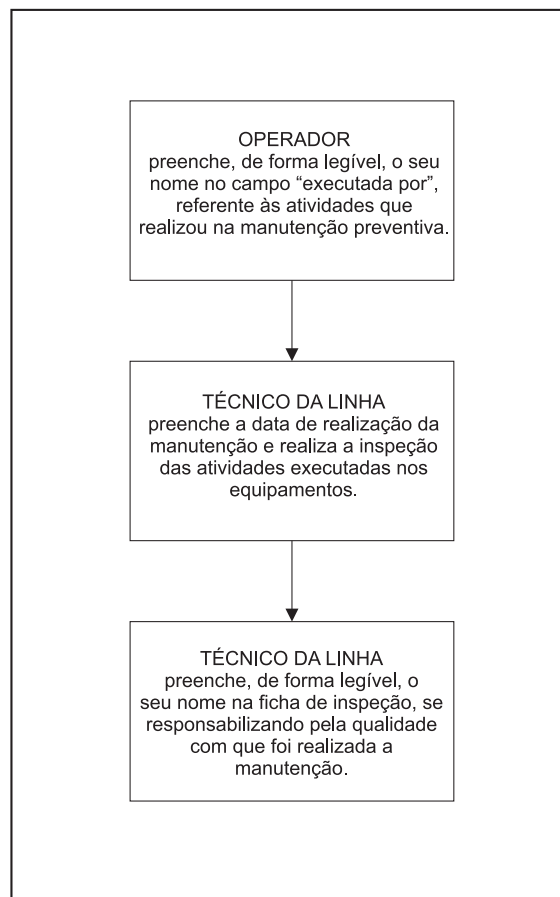 OPERADOR
preenche, de forma legível, o seu
nome no campo “executada por”,
referente às atividades que
realizou na manutenção preventiva.
TÉCNICO DA LINHA
preenche a data de realização da
manutenção e realiza a inspeção
das atividades executadas nos
equipamentos.
TÉCNICO DA LINHA
preenche, de forma legível, o
seu nome na ficha de inspeção, se
responsabilizando pela qualidade
com que foi realizada a
manutenção.